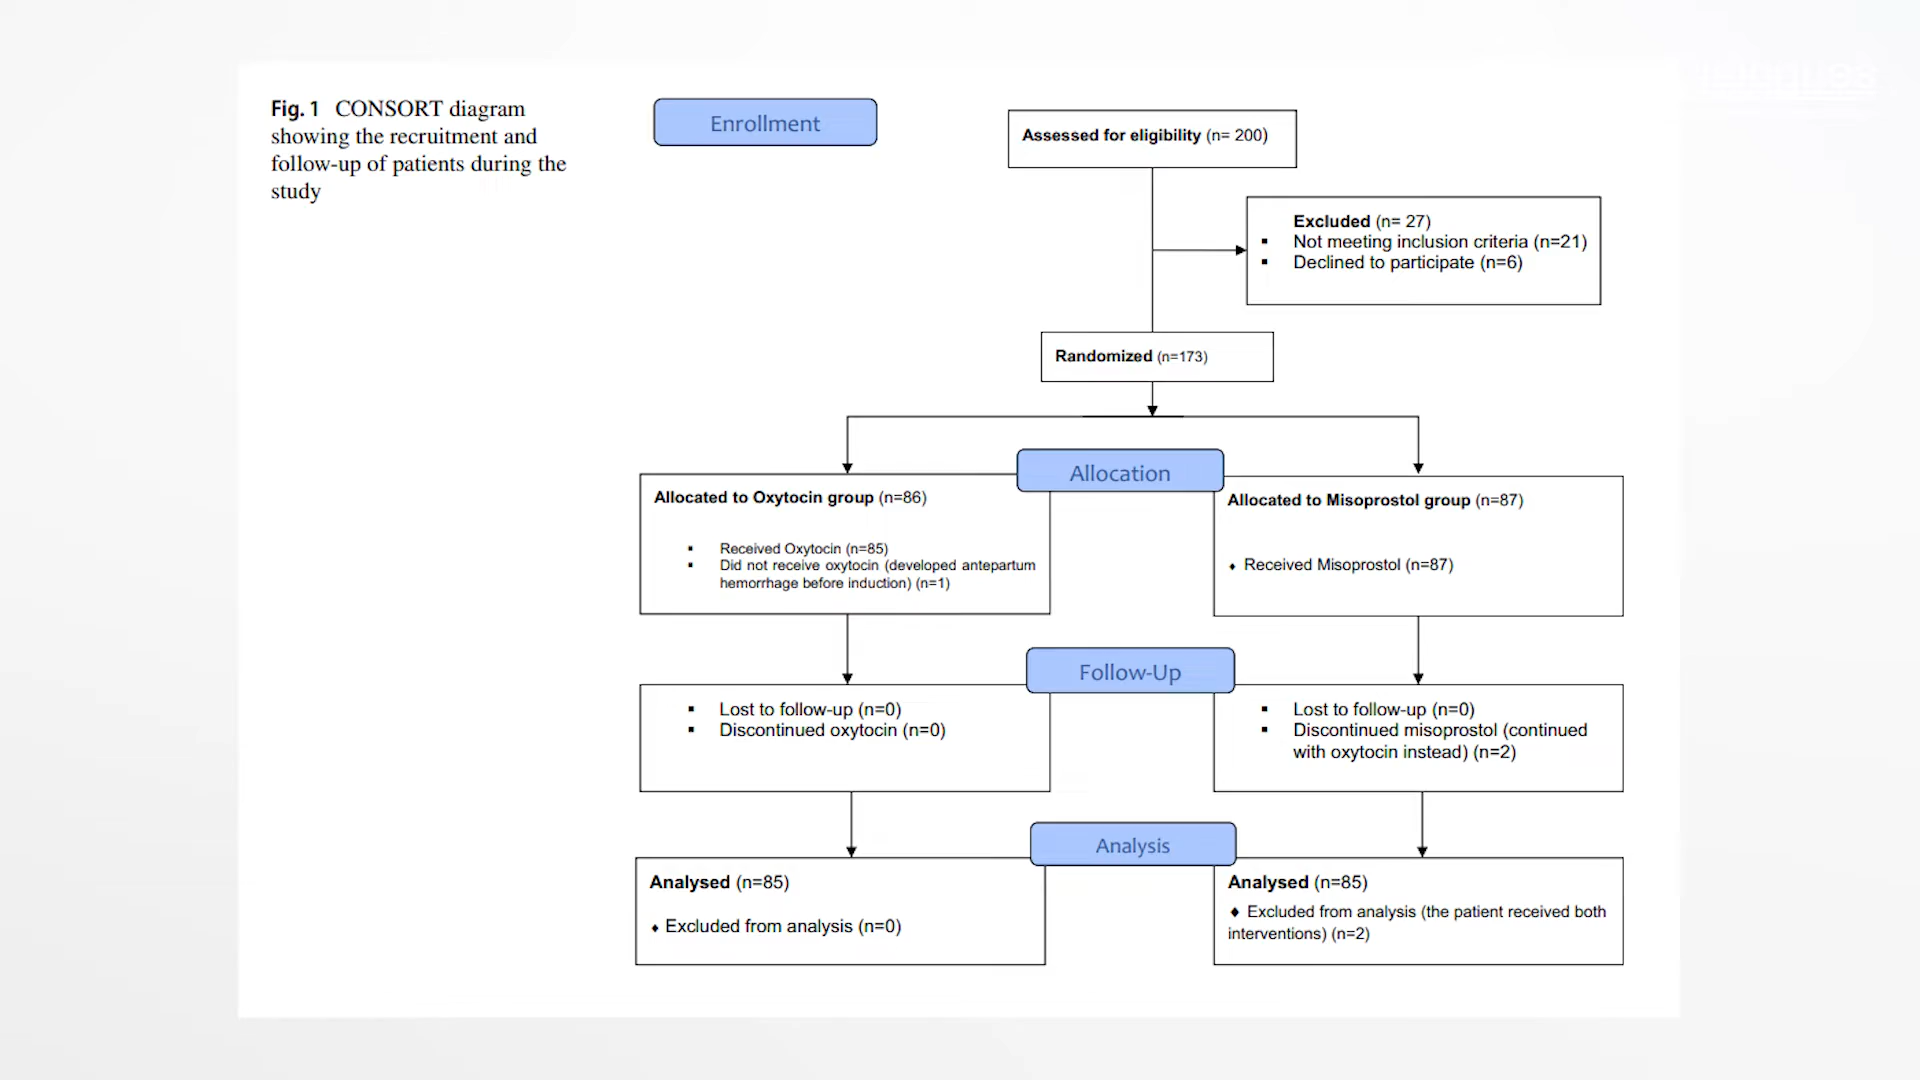 Fig. 1 CONSORT diagram
showing the recruitment and
follow-up of patients during the
study
Enrollment
Assessed for eligibility (n= 200)
Excluded (n= 27)
▪ Not meeting inclusion criteria (n=21)
▪ Declined to participate (n=6)
Randomized (n=173)
Allocation
Allocated to Oxytocin group (n=86)
▪ Received Oxytocin (n=85)
▪ Did not receive oxytocin (developed antepartum
hemorrhage before induction) (n=1)
Allocated to Misoprostol group (n=87)
♦ Received Misoprostol (n=87)
Follow-Up
▪ Lost to follow-up (n=0)
▪ Discontinued oxytocin (n=0)
▪ Lost to follow-up (n=0)
▪ Discontinued misoprostol (continued
with oxytocin instead) (n=2)
Analysis
Analysed (n=85)
♦ Excluded from analysis (n=0)
Analysed (n=85)
♦ Excluded from analysis (the patient received both
interventions) (n=2)